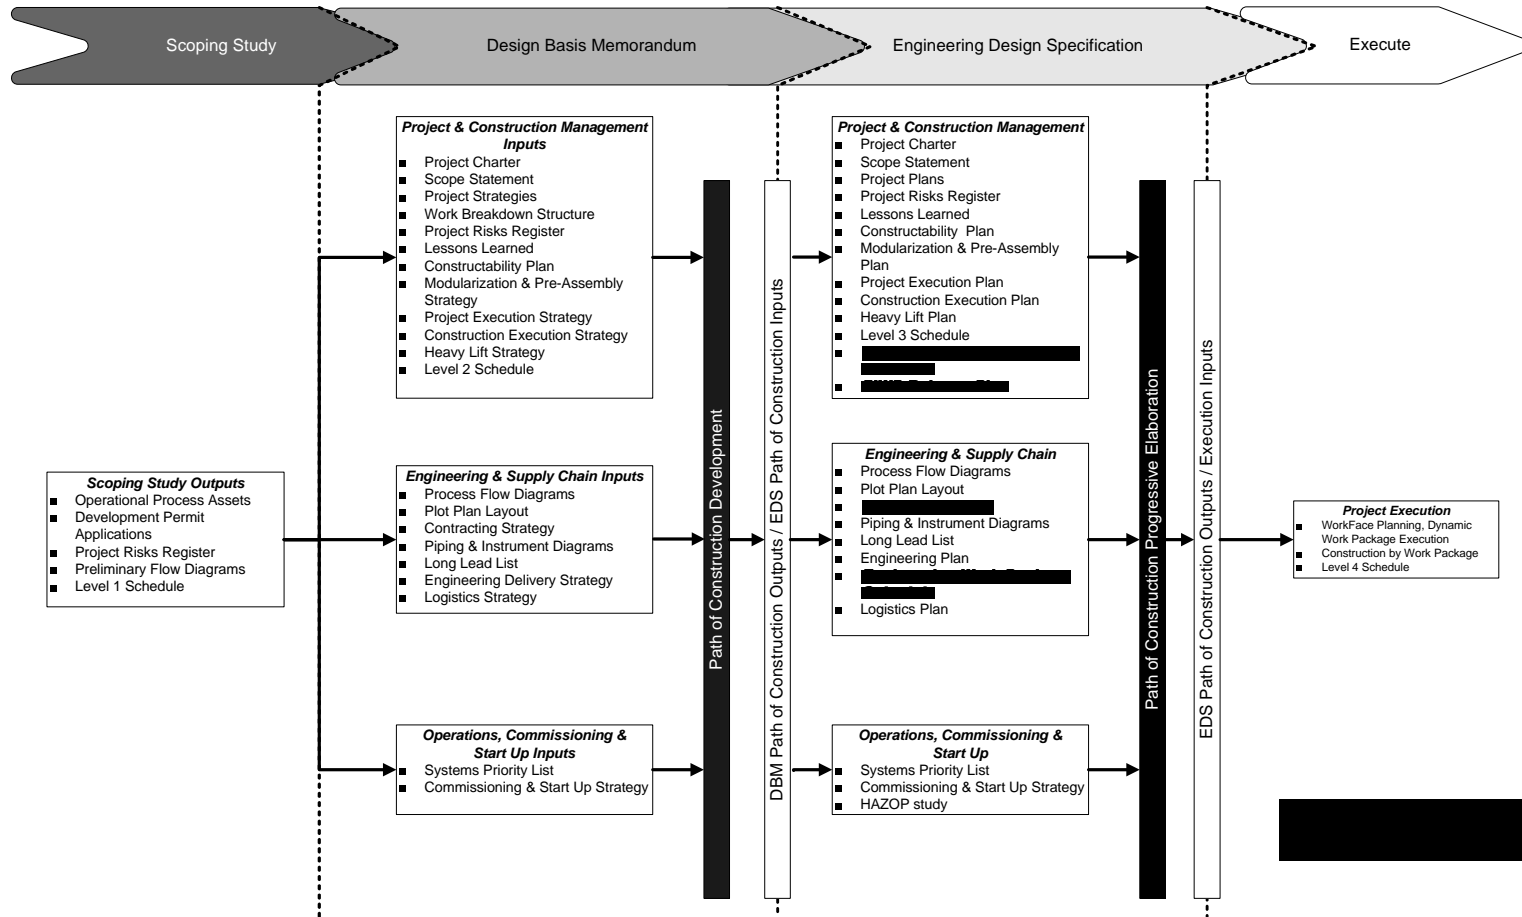 Scoping Study
Design Basis Memorandum
Engineering Design Specification
Execute
Scoping Study Outputs
Operational Process Assets
Development Permit
Applications
Project Risks Register
Preliminary Flow Diagrams
Level 1 Schedule
Project & Construction Management
Inputs
Project Charter
Scope Statement
Project Strategies
Work Breakdown Structure
Project Risks Register
Lessons Learned
Constructability Plan
Modularization & Pre-Assembly
Strategy
Project Execution Strategy
Construction Execution Strategy
Heavy Lift Strategy
Level 2 Schedule
Engineering & Supply Chain Inputs
Process Flow Diagrams
Plot Plan Layout
Contracting Strategy
Piping & Instrument Diagrams
Long Lead List
Engineering Delivery Strategy
Logistics Strategy
Operations, Commissioning &
Start Up Inputs
Systems Priority List
Commissioning & Start Up Strategy
Path of Construction Development
DBM Path of Construction Outputs / EDS Path of Construction Inputs
Project & Construction Management
Project Charter
Scope Statement
Project Plans
Project Risks Register
Lessons Learned
Constructability  Plan
Modularization & Pre-Assembly
Plan
Project Execution Plan
Construction Execution Plan
Heavy Lift Plan
Level 3 Schedule
Engineering & Supply Chain
Process Flow Diagrams
Plot Plan Layout
Piping & Instrument Diagrams
Long Lead List
Engineering Plan
Logistics Plan
Operations, Commissioning &
Start Up
Systems Priority List
Commissioning & Start Up Strategy
HAZOP study
Path of Construction Progressive Elaboration
EDS Path of Construction Outputs / Execution Inputs
Project Execution
WorkFace Planning, Dynamic
Work Package Execution
Construction by Work Package
Level 4 Schedule